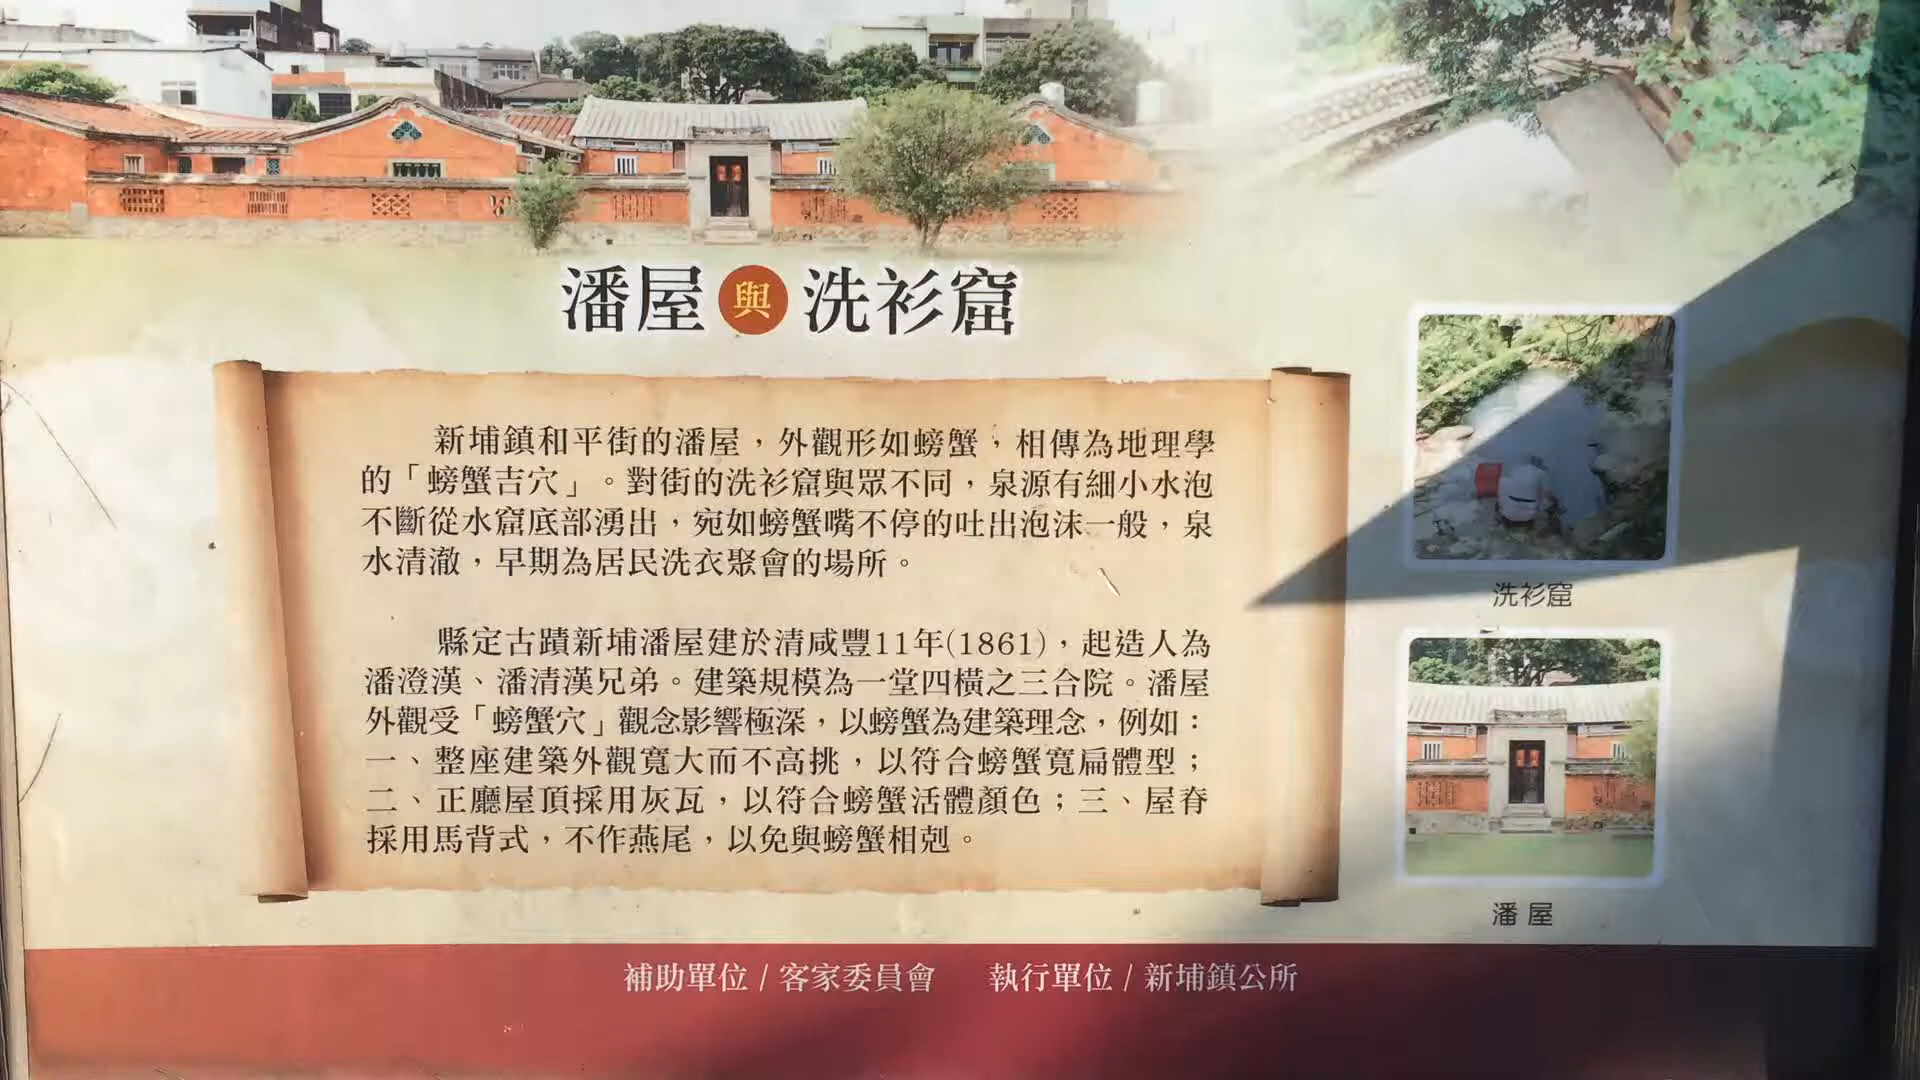 潘屋與洗衫窟
新埔鎮和平街的潘屋，外觀形如螃蟹，相傳為地理學
的「螃蟹吉穴」。對街的洗衫窟與眾不同，泉源有細小水泡
不斷從水窟底部湧出，宛如螃蟹嘴不停的吐出泡沫一般，泉
水清澈，早期為居民洗衣聚會的場所。
縣定古蹟新埔潘屋建於清咸豐11年(1861)，起造人為
潘澄漢、潘清漢兄弟。建築規模為一堂四橫之三合院。潘屋
外觀受「螃蟹穴」觀念影響極深，以螃蟹為建築理念，例如：
一、整座建築外觀寬大而不高挑，以符合螃蟹寬扁體型；
二、正廳屋頂採用灰瓦，以符合螃蟹活體顏色；三、屋脊
採用馬背式，不作燕尾，以免與螃蟹相剋。
洗衫窟
潘屋
補助單位 / 客家委員會 執行單位 / 新埔鎮公所